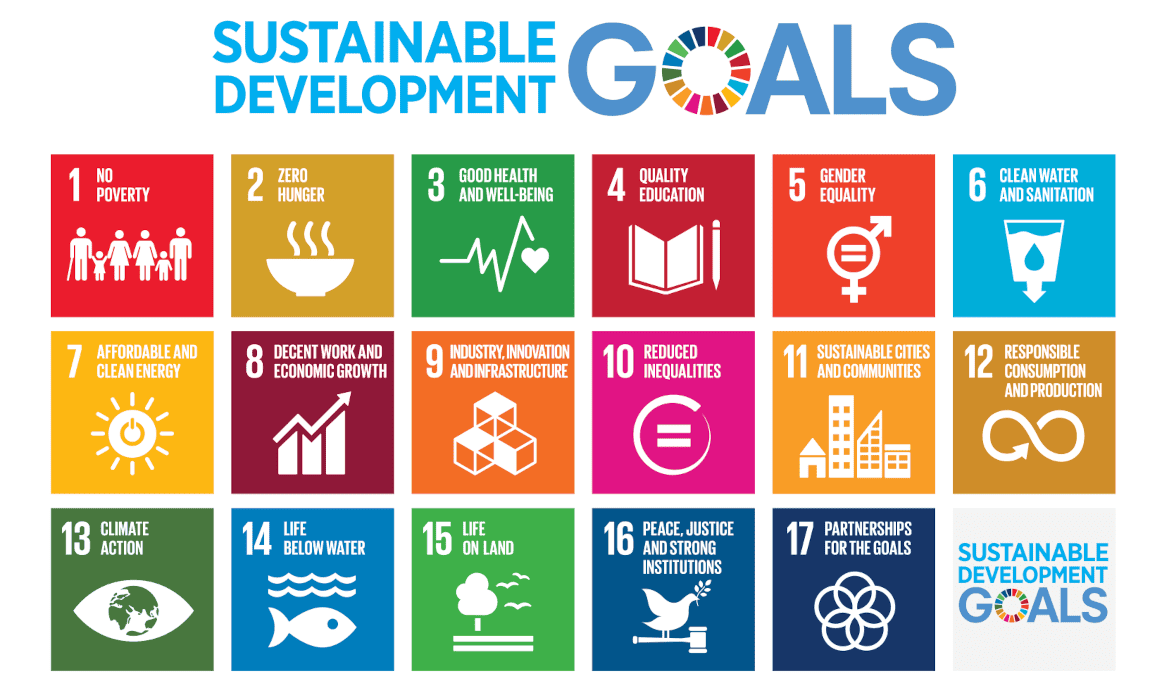 SUSTAINABLE
DEVELOPMENT
GOALS
1 NO
POVERTY
2 ZERO
HUNGER
3 GOOD HEALTH
AND WELL-BEING
4 QUALITY
EDUCATION
5 GENDER
EQUALITY
6 CLEAN WATER
AND SANITATION
7 AFFORDABLE AND
CLEAN ENERGY
8 DECENT WORK AND
ECONOMIC GROWTH
9 INDUSTRY, INNOVATION
AND INFRASTRUCTURE
10 REDUCED
INEQUALITIES
11 SUSTAINABLE CITIES
AND COMMUNITIES
12 RESPONSIBLE
CONSUMPTION
AND PRODUCTION
13 CLIMATE
ACTION
14 LIFE
BELOW WATER
15 LIFE
ON LAND
16 PEACE, JUSTICE
AND STRONG
INSTITUTIONS
17 PARTNERSHIPS
FOR THE GOALS
SUSTAINABLE
DEVELOPMENT
GOALS